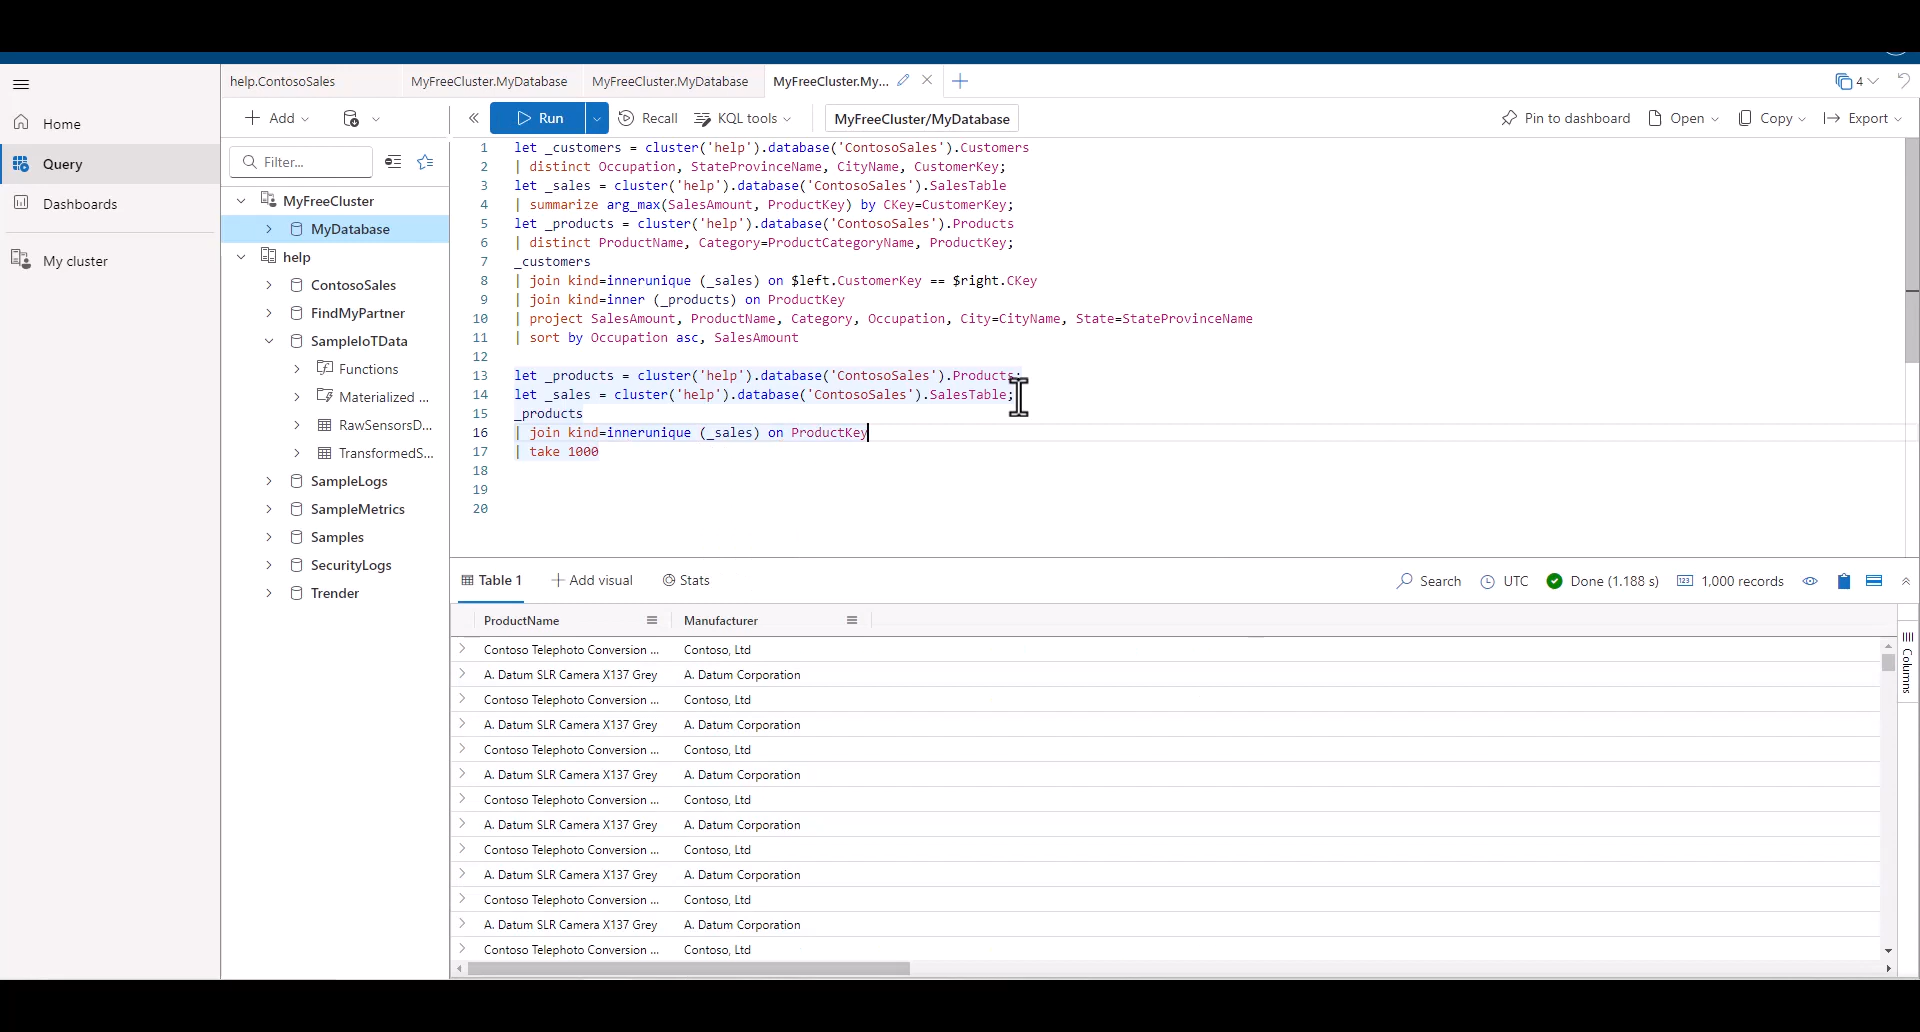 help.ContosoSales MyFreeCluster.MyDatabase MyFreeCluster.MyDatabase MyFreeCluster.My... 4
Add Run Recall KQL tools MyFreeCluster/MyDatabase Pin to dashboard Open Copy Export
Home
Query
Dashboards
My cluster
Filter...
MyFreeCluster
MyDatabase
help
ContosoSales
FindMyPartner
SampleIoTData
Functions
Materialized ...
RawSensorsD...
TransformedS...
SampleLogs
SampleMetrics
Samples
SecurityLogs
Trender
1 let _customers = cluster('help').database('ContosoSales').Customers
2 | distinct Occupation, StateProvinceName, CityName, CustomerKey;
3 let _sales = cluster('help').database('ContosoSales').SalesTable
4 | summarize arg_max(SalesAmount, ProductKey) by CKey=CustomerKey;
5 let _products = cluster('help').database('ContosoSales').Products
6 | distinct ProductName, Category=ProductCategoryName, ProductKey;
7 _customers
8 | join kind=innerunique (_sales) on $left.CustomerKey == $right.CKey
9 | join kind=inner (_products) on ProductKey
10 | project SalesAmount, ProductName, Category, Occupation, City=CityName, State=StateProvinceName
11 | sort by Occupation asc, SalesAmount
12
13 let _products = cluster('help').database('ContosoSales').Products;
14 let _sales = cluster('help').database('ContosoSales').SalesTable;
15 _products
16 | join kind=innerunique (_sales) on ProductKey
17 | take 1000
18
19
20
Table 1 Add visual Stats Search UTC Done (1.188 s) 123 1,000 records
ProductName Manufacturer
Contoso Telephoto Conversion ... Contoso, Ltd
A. Datum SLR Camera X137 Grey A. Datum Corporation
Contoso Telephoto Conversion ... Contoso, Ltd
A. Datum SLR Camera X137 Grey A. Datum Corporation
Contoso Telephoto Conversion ... Contoso, Ltd
A. Datum SLR Camera X137 Grey A. Datum Corporation
Contoso Telephoto Conversion ... Contoso, Ltd
A. Datum SLR Camera X137 Grey A. Datum Corporation
Contoso Telephoto Conversion ... Contoso, Ltd
A. Datum SLR Camera X137 Grey A. Datum Corporation
Contoso Telephoto Conversion ... Contoso, Ltd
A. Datum SLR Camera X137 Grey A. Datum Corporation
Contoso Telephoto Conversion ... Contoso, Ltd
Columns